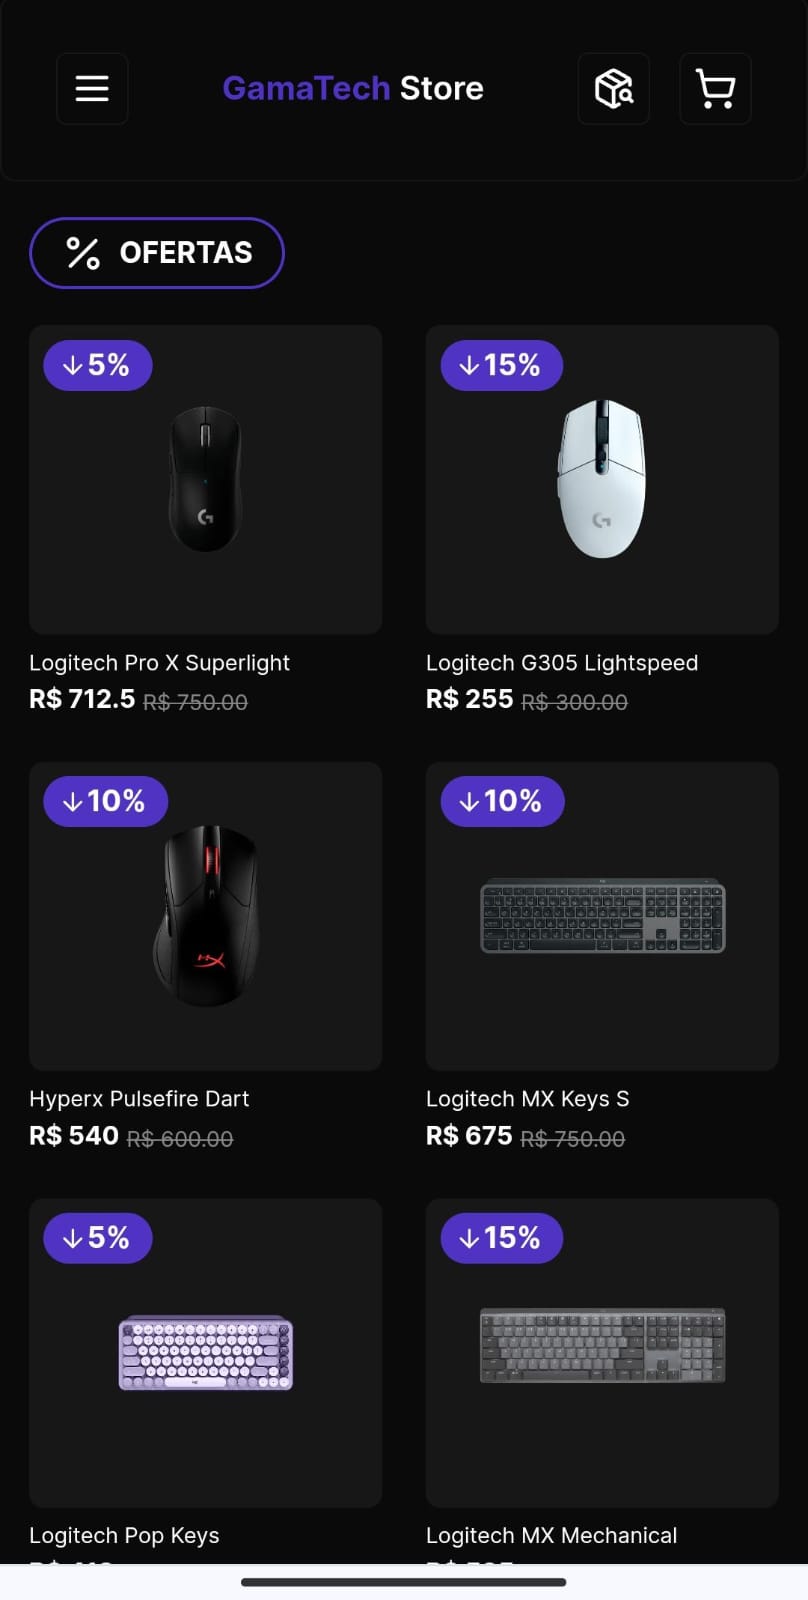 GamaTech Store
OFERTAS
↓5%
↓15%
Logitech Pro X Superlight
Logitech G305 Lightspeed
R$ 712.5 R$ 750.00
R$ 255 R$ 300.00
↓10%
↓10%
Hyperx Pulsefire Dart
Logitech MX Keys S
R$ 540 R$ 600.00
R$ 675 R$ 750.00
↓5%
↓15%
Logitech Pop Keys
Logitech MX Mechanical